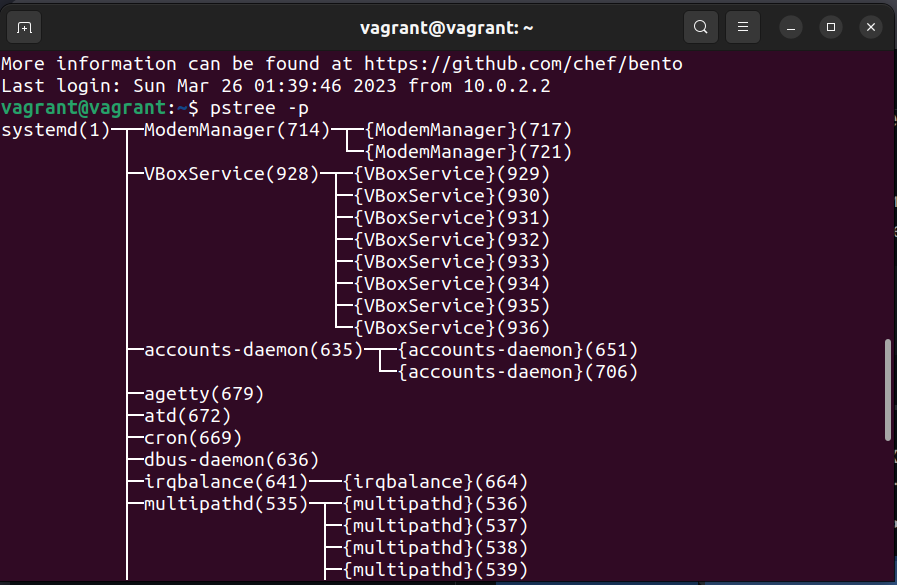 vagrant@vagrant: ~
More information can be found at https://github.com/chef/bento
Last login: Sun Mar 26 01:39:46 2023 from 10.0.2.2
vagrant@vagrant:~$ pstree -p
systemd(1)─┬─ModemManager(714)─┬─{ModemManager}(717)
           │                   └─{ModemManager}(721)
           ├─VBoxService(928)─┬─{VBoxService}(929)
           │                  ├─{VBoxService}(930)
           │                  ├─{VBoxService}(931)
           │                  ├─{VBoxService}(932)
           │                  ├─{VBoxService}(933)
           │                  ├─{VBoxService}(934)
           │                  ├─{VBoxService}(935)
           │                  └─{VBoxService}(936)
           ├─accounts-daemon(635)─┬─{accounts-daemon}(651)
           │                      └─{accounts-daemon}(706)
           ├─agetty(679)
           ├─atd(672)
           ├─cron(669)
           ├─dbus-daemon(636)
           ├─irqbalance(641)───{irqbalance}(664)
           ├─multipathd(535)─┬─{multipathd}(536)
           │                 ├─{multipathd}(537)
           │                 ├─{multipathd}(538)
           │                 ├─{multipathd}(539)